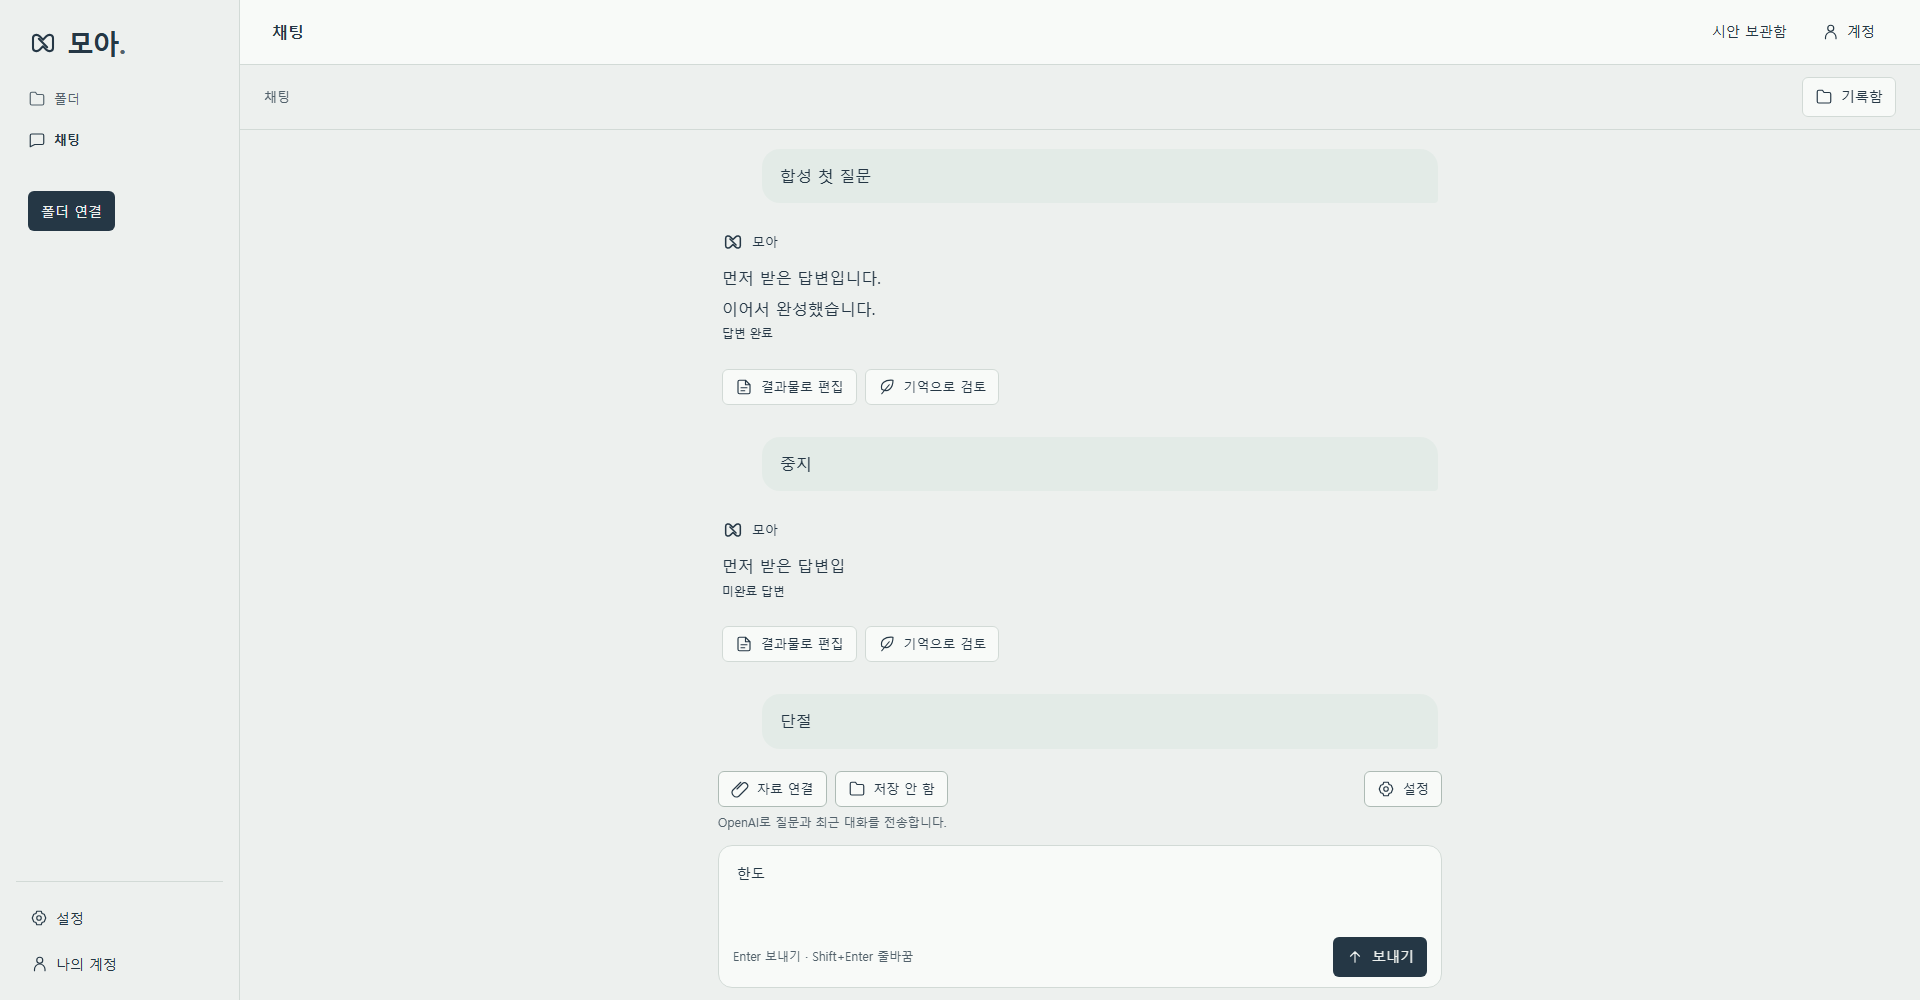 모아.
폴더
채팅
폴더 연결
설정
나의 계정
채팅
시안 보관함
계정
채팅
기록함
합성 첫 질문
모아
먼저 받은 답변입니다.
이어서 완성했습니다.
답변 완료
결과물로 편집
기억으로 검토
중지
모아
먼저 받은 답변입
미완료 답변
결과물로 편집
기억으로 검토
단절
자료 연결
저장 안 함
설정
OpenAI로 질문과 최근 대화를 전송합니다.
한도
Enter 보내기 · Shift+Enter 줄바꿈
보내기